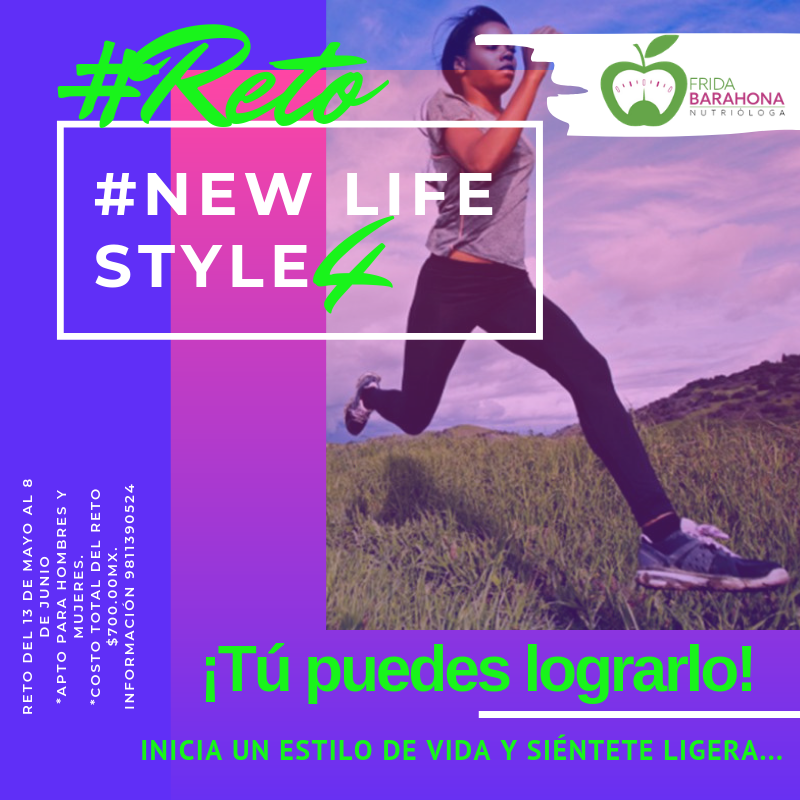 #Reto
FRIDA
BARAHONA
NUTRIÓLOGA
#NEW LIFE
STYLE4
RETO DEL 13 DE MAYO AL 8
DE JUNIO
*APTO PARA HOMBRES Y
MUJERES.
*COSTO TOTAL DEL RETO
$700.00MX.
INFORMACIÓN 9811390524
¡Tú puedes lograrlo!
INICIA UN ESTILO DE VIDA Y SIÉNTETE LIGERA...